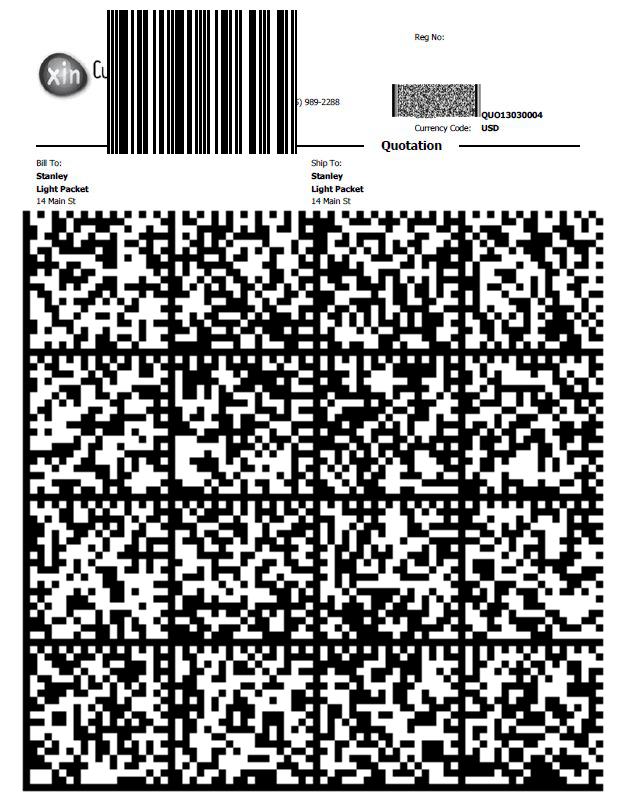 Reg No:
xin Cu
) 989-2288
QUO13030004
Currency Code: USD
Quotation
Bill To:
Stanley
Light Packet
14 Main St
Ship To:
Stanley
Light Packet
14 Main St